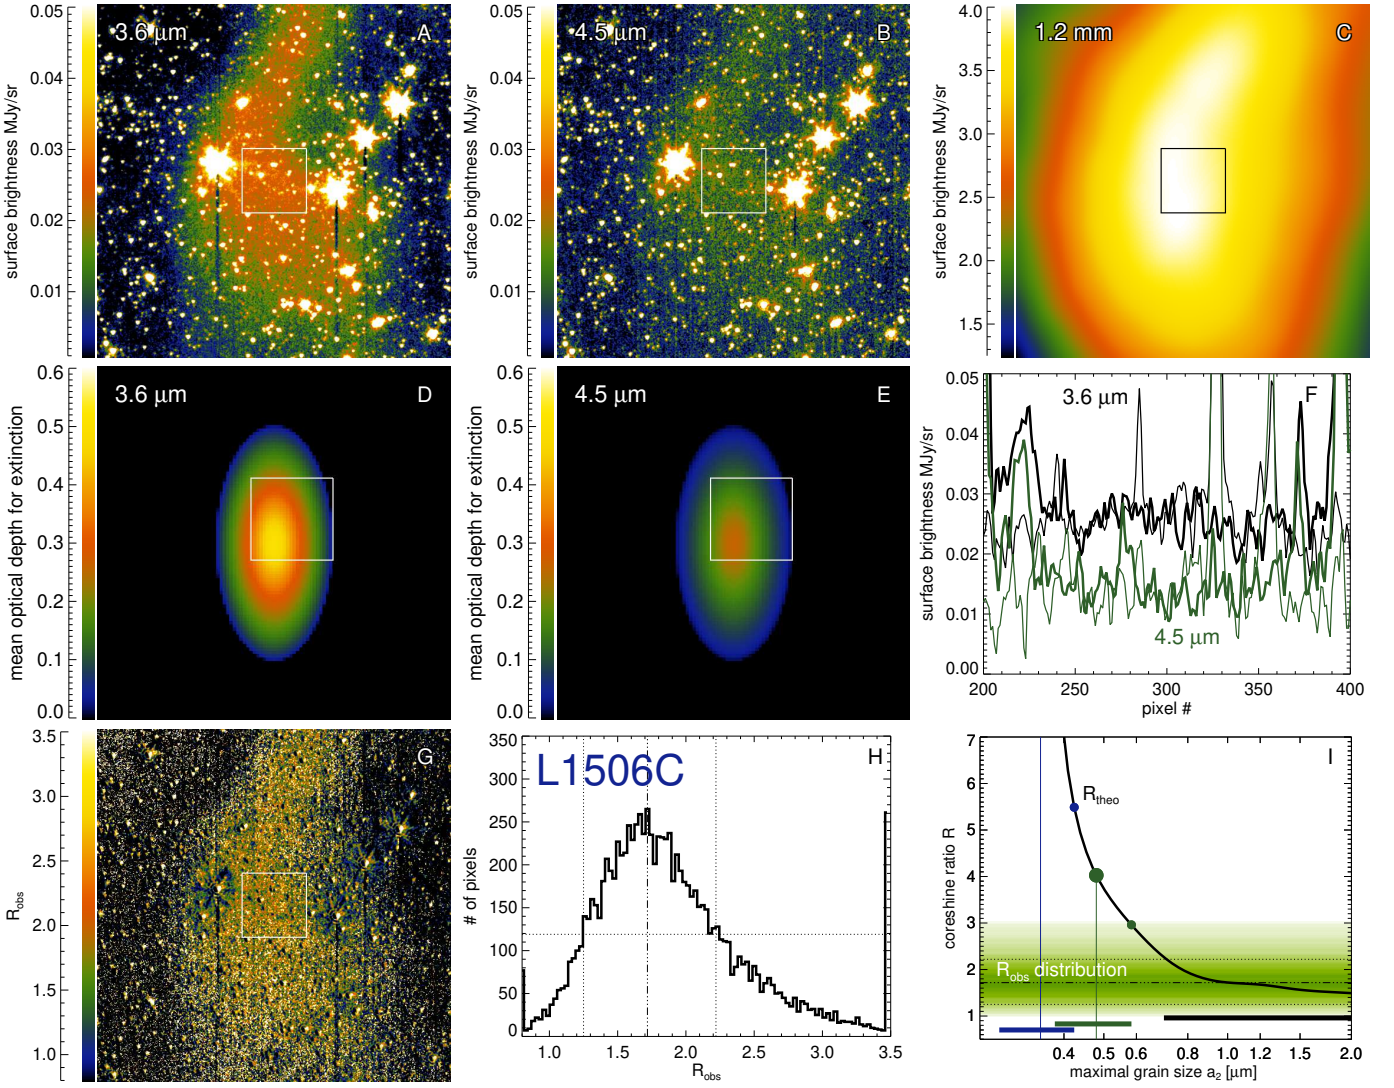 3.6 µm
A
surface brightness MJy/sr
0.05
0.04
0.03
0.02
0.01
4.5 µm
B
surface brightness MJy/sr
0.05
0.04
0.03
0.02
0.01
1.2 mm
C
surface brightness MJy/sr
4.0
3.5
3.0
2.5
2.0
1.5
3.6 µm
D
mean optical depth for extinction
0.6
0.5
0.4
0.3
0.2
0.1
0.0
4.5 µm
E
mean optical depth for extinction
0.6
0.5
0.4
0.3
0.2
0.1
0.0
3.6 µm
F
4.5 µm
surface brightness MJy/sr
0.05
0.04
0.03
0.02
0.01
0.00
200 250 300 350 400
pixel #
G
Robs
3.5
3.0
2.5
2.0
1.5
1.0
L1506C
H
# of pixels
350
300
250
200
150
100
50
0
1.0 1.5 2.0 2.5 3.0 3.5
Robs
I
Rtheo
Robs distribution
coreshine ratio R
7
6
5
4
3
2
1
0.4 0.5 0.6 0.8 1.0 1.2 1.5 2.0
maximal grain size a2 [µm]